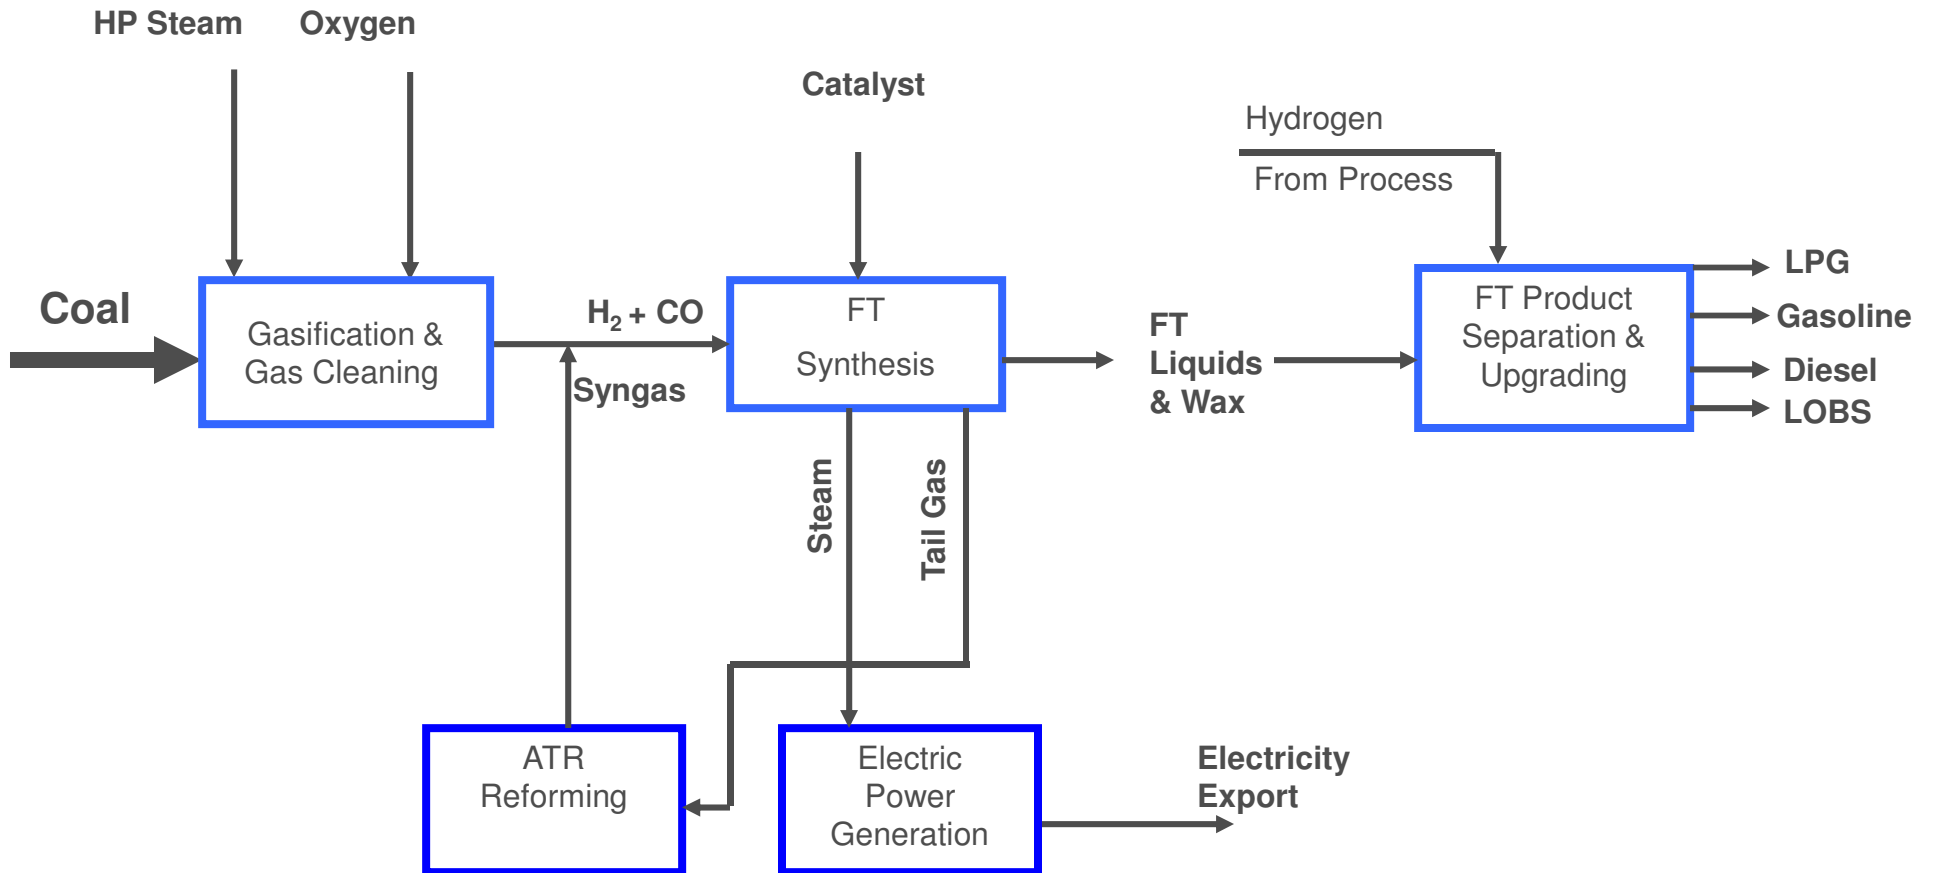 HP Steam
Oxygen
Catalyst
Hydrogen
From Process
Coal
Gasification &
Gas Cleaning
H₂ + CO
Syngas
FT
Synthesis
FT
Liquids
& Wax
FT Product
Separation &
Upgrading
LPG
Gasoline
Diesel
LOBS
Steam
Tail Gas
ATR
Reforming
Electric
Power
Generation
Electricity
Export